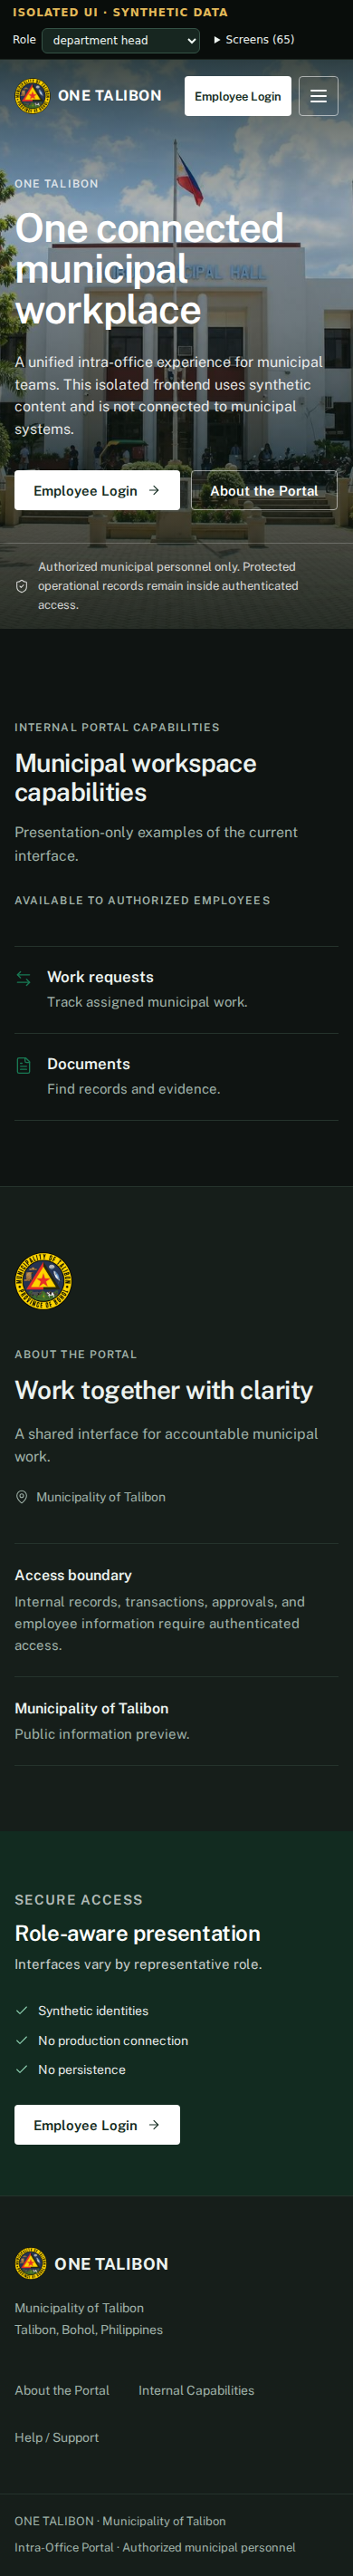 ISOLATED UI · SYNTHETIC DATA
Role department head Screens (65)
ONE TALIBON Employee Login
ONE TALIBON
One connected
municipal
workplace
A unified intra-office experience for municipal
teams. This isolated frontend uses synthetic
content and is not connected to municipal
systems.
Employee Login → About the Portal
Authorized municipal personnel only. Protected
operational records remain inside authenticated
access.
INTERNAL PORTAL CAPABILITIES
Municipal workspace
capabilities
Presentation-only examples of the current
interface.
AVAILABLE TO AUTHORIZED EMPLOYEES
Work requests
Track assigned municipal work.
Documents
Find records and evidence.
MUNICIPALITY OF TALIBON
PROVINCE OF BOHOL
ABOUT THE PORTAL
Work together with clarity
A shared interface for accountable municipal
work.
Municipality of Talibon
Access boundary
Internal records, transactions, approvals, and
employee information require authenticated
access.
Municipality of Talibon
Public information preview.
SECURE ACCESS
Role-aware presentation
Interfaces vary by representative role.
Synthetic identities
No production connection
No persistence
Employee Login →
ONE TALIBON
Municipality of Talibon
Talibon, Bohol, Philippines
About the Portal Internal Capabilities
Help / Support
ONE TALIBON · Municipality of Talibon
Intra-Office Portal · Authorized municipal personnel